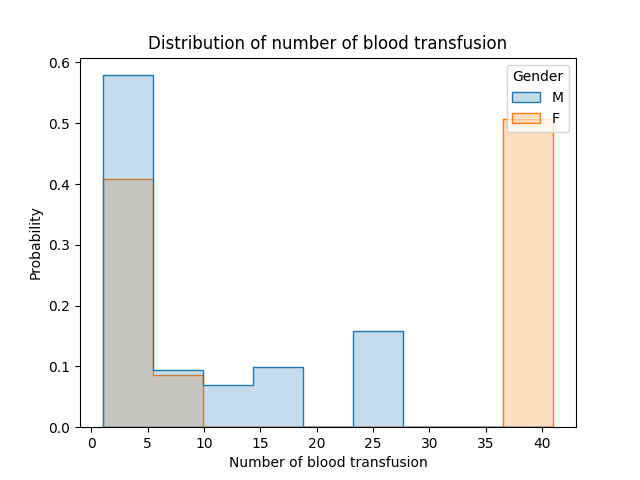 Distribution of number of blood transfusion
Gender
M
F
0.6
0.5
0.4
0.3
0.2
0.1
0.0
Probability
0 5 10 15 20 25 30 35 40
Number of blood transfusion